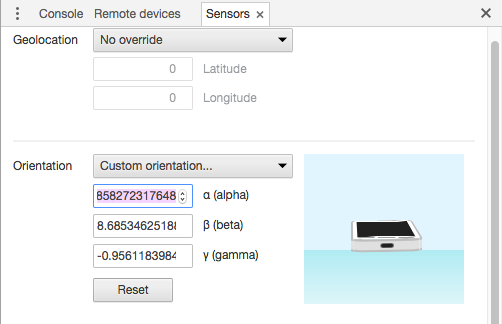 Console Remote devices Sensors ×
Geolocation No override
0 Latitude
0 Longitude
Orientation Custom orientation...
858272317648 α (alpha)
8.68534625188 β (beta)
-0.9561183984 γ (gamma)
Reset